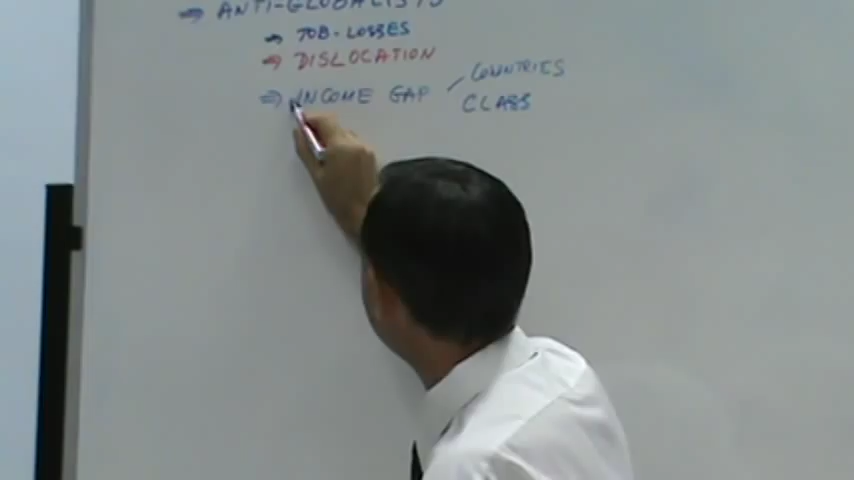 ⇒ ANTI-GLOBALISTS
⇒ JOB-LOSSES
⇒ DISLOCATION
⇒ INCOME GAP
COUNTRIES
CLASS